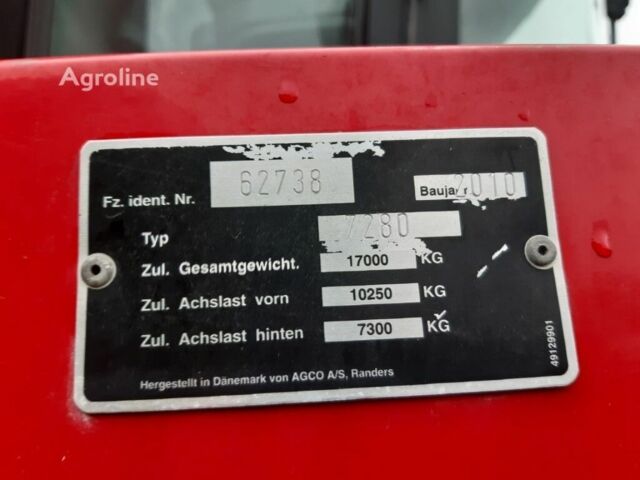 Agroline
Fz. ident. Nr. 62738 Baujahr 2010
Typ 7280
Zul. Gesamtgewicht. 17000 KG
Zul. Achslast vorn 10250 KG
Zul. Achslast hinten 7300 KG
Hergestellt in Dänemark von AGCO A/S, Randers
49129901